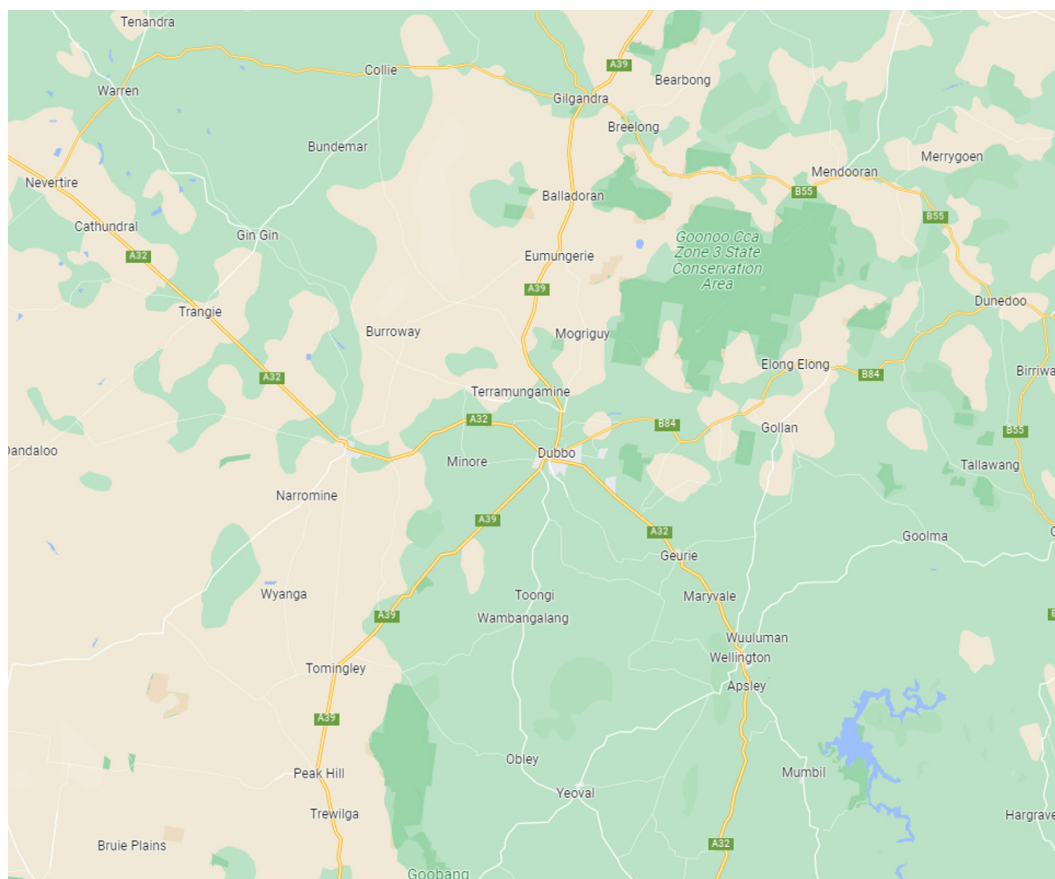 Tenandra
A39
Collie
Bearbong
Warren
Gilgandra
Breelong
Bundemar
Merrygoen
Mendooran
Nevertire
B55
Balladoran
B55
Cathundral
Gin Gin
Goonoo Cca
Zone 3 State
Conservation
Area
A32
Eumungerie
A39
Dunedoo
Trangie
Burroway
Mogriguy
Elong Elong
Birriwa
A32
B84
Terramungamine
A32
B84
Gollan
B55
Dandaloo
Dubbo
Minore
Tallawang
Narromine
A39
A32
Goolma
Geurie
Wyanga
Toongi
Maryvale
A39
Wambangalang
Wuuluman
Wellington
Tomingley
Apsley
A39
Obley
Peak Hill
Mumbil
Yeoval
Trewilga
Hargrave
Bruie Plains
A32
Goobang